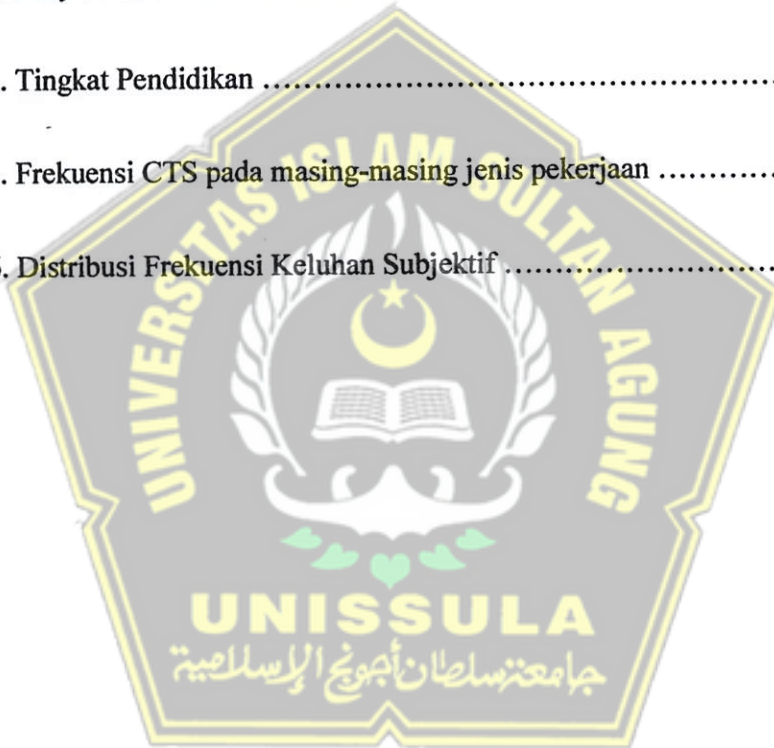 . Tingkat Pendidikan ..........................................................
. Frekuensi CTS pada masing-masing jenis pekerjaan .............
. Distribusi Frekuensi Keluhan Subjektif ..............................
UNIVERSITAS ISLAM SULTAN AGUNG
UNISSULA
جامعة سلطان أجونج الإسلامية